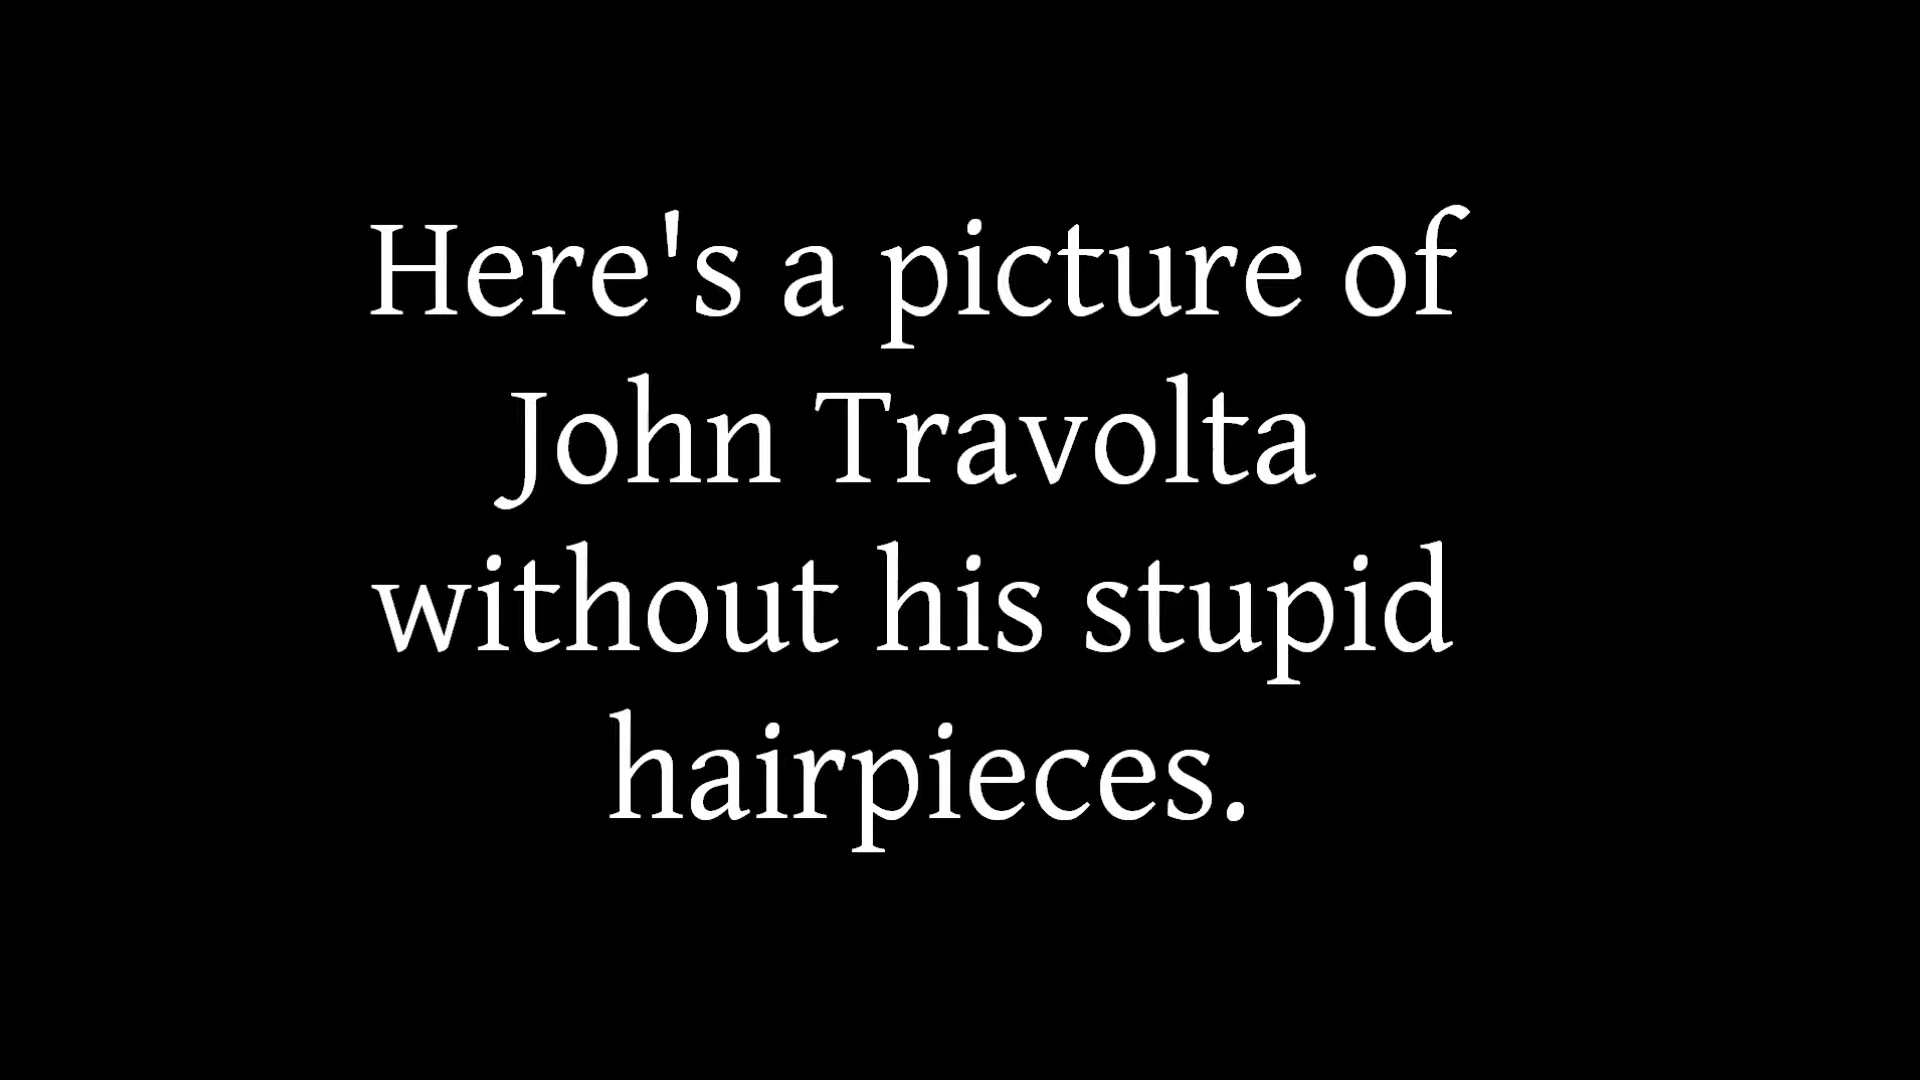 Here's a picture of
John Travolta
without his stupid
hairpieces.